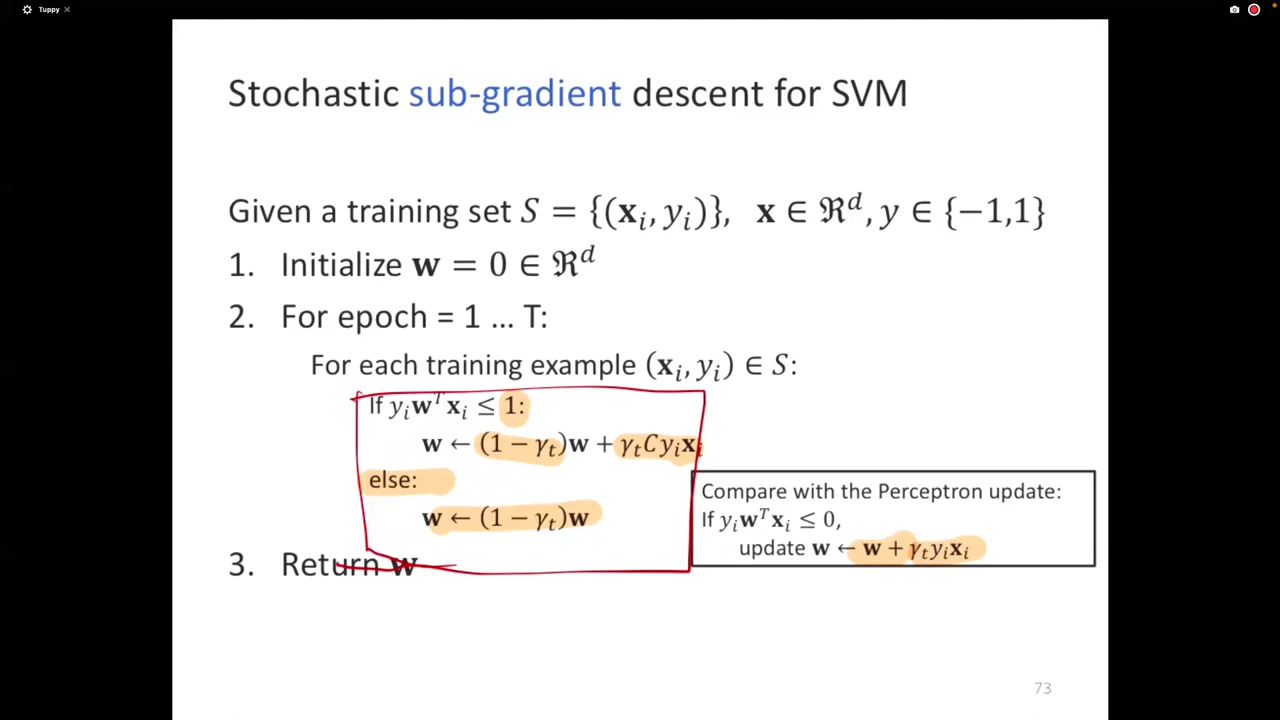 Tuppy ×
Stochastic sub-gradient descent for SVM
Given a training set S = {(𝐱ᵢ, yᵢ)}, 𝐱 ∈ ℜᵈ, y ∈ {−1,1}
1. Initialize 𝐰 = 0 ∈ ℜᵈ
2. For epoch = 1 … T:
For each training example (𝐱ᵢ, yᵢ) ∈ S:
If yᵢ𝐰ᵀ𝐱ᵢ ≤ 1:
𝐰 ← (1 − γₜ)𝐰 + γₜCyᵢ𝐱ᵢ
else:
𝐰 ← (1 − γₜ)𝐰
3. Return 𝐰
Compare with the Perceptron update:
If yᵢ𝐰ᵀ𝐱ᵢ ≤ 0,
update 𝐰 ← 𝐰 + γₜyᵢ𝐱ᵢ
73